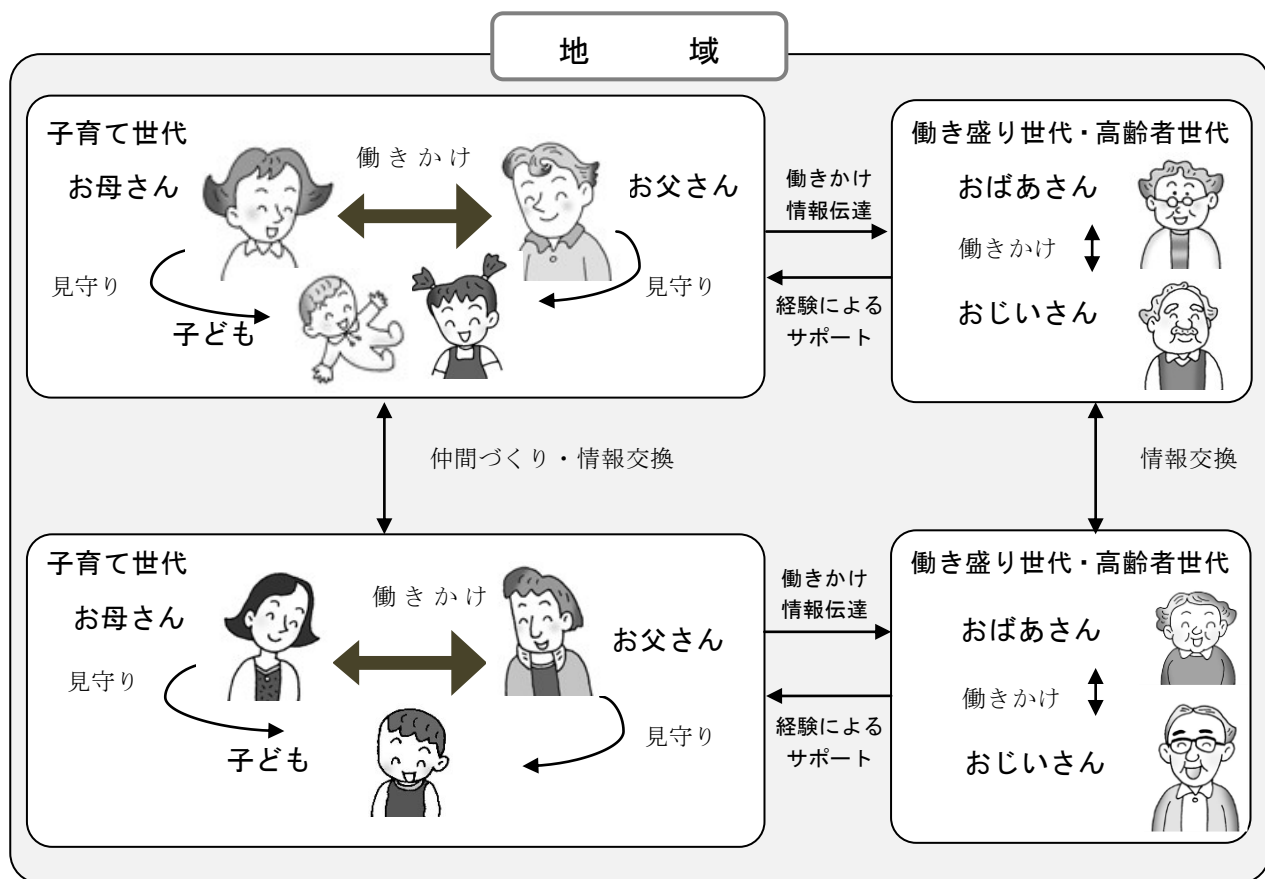 地　域
子育て世代
お母さん
働きかけ
お父さん
見守り
見守り
子ども
働きかけ
情報伝達
経験による
サポート
働き盛り世代・高齢者世代
おばあさん
働きかけ
おじいさん
仲間づくり・情報交換
情報交換
子育て世代
お母さん
働きかけ
お父さん
見守り
見守り
子ども
働きかけ
情報伝達
経験による
サポート
働き盛り世代・高齢者世代
おばあさん
働きかけ
おじいさん